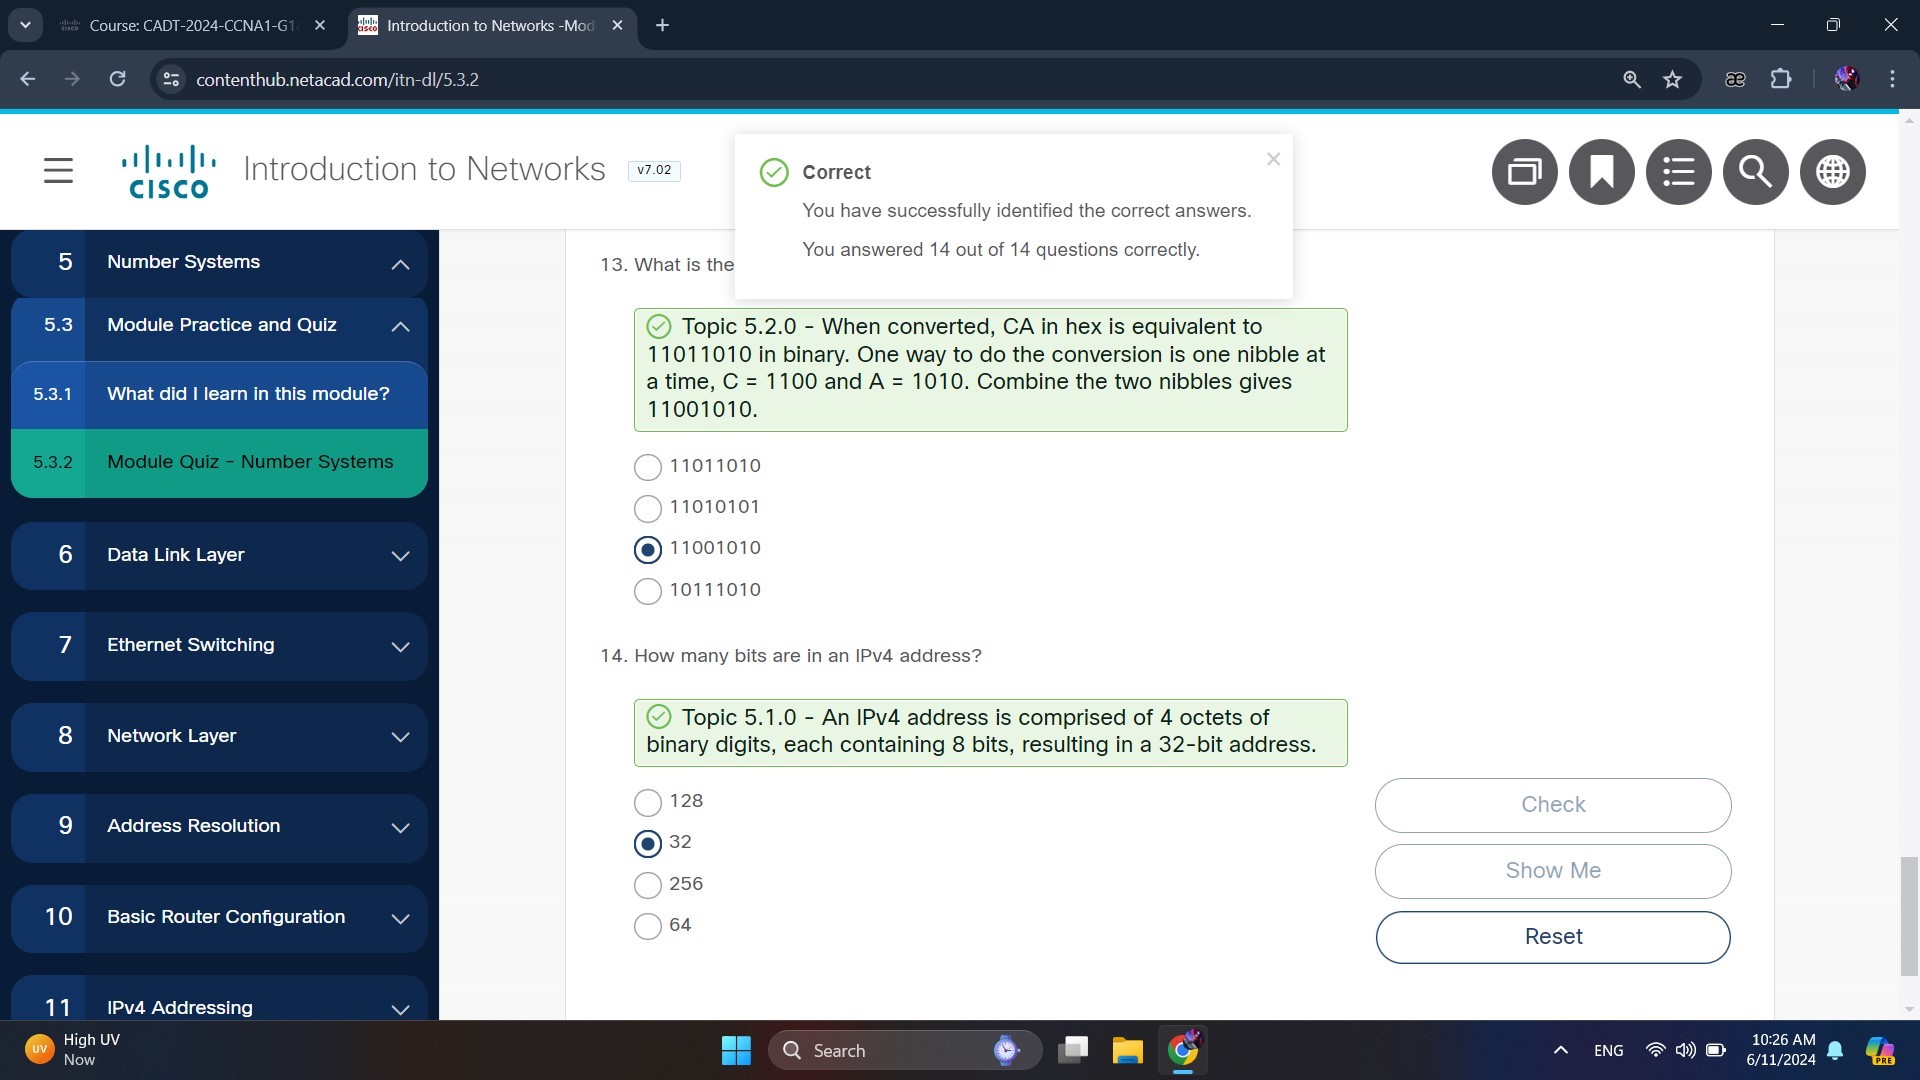 Course: CADT-2024-CCNA1-G1
Introduction to Networks -Mod
contenthub.netacad.com/itn-dl/5.3.2
CISCO
Introduction to Networks
v7.02
Correct
You have successfully identified the correct answers.
You answered 14 out of 14 questions correctly.
5 Number Systems
5.3 Module Practice and Quiz
5.3.1 What did I learn in this module?
5.3.2 Module Quiz - Number Systems
6 Data Link Layer
7 Ethernet Switching
8 Network Layer
9 Address Resolution
10 Basic Router Configuration
11 IPv4 Addressing
13. What is the
Topic 5.2.0 - When converted, CA in hex is equivalent to
11011010 in binary. One way to do the conversion is one nibble at
a time, C = 1100 and A = 1010. Combine the two nibbles gives
11001010.
11011010
11010101
11001010
10111010
14. How many bits are in an IPv4 address?
Topic 5.1.0 - An IPv4 address is comprised of 4 octets of
binary digits, each containing 8 bits, resulting in a 32-bit address.
128
32
256
64
Check
Show Me
Reset
UV
High UV
Now
Search
ENG
10:26 AM
6/11/2024
PRE